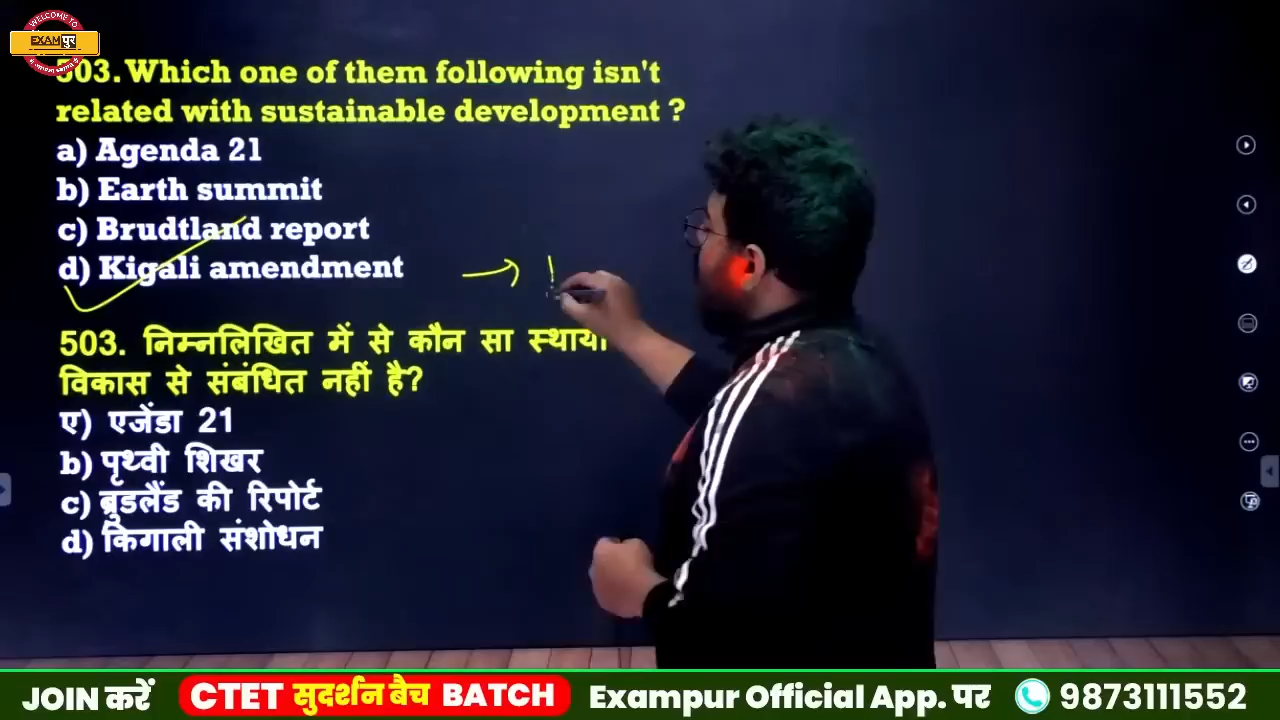 WELCOME TO
EXAM पुर
503. Which one of them following isn't
related with sustainable development ?
a) Agenda 21
b) Earth summit
c) Brudtland report
d) Kigali amendment
503. निम्नलिखित में से कौन सा स्थायी
विकास से संबंधित नहीं है?
ए) एजेंडा 21
b) पृथ्वी शिखर
c) ब्रुडलैंड की रिपोर्ट
d) किगाली संशोधन
JOIN करें CTET सुदर्शन बैच BATCH Exampur Official App. पर 9873111552